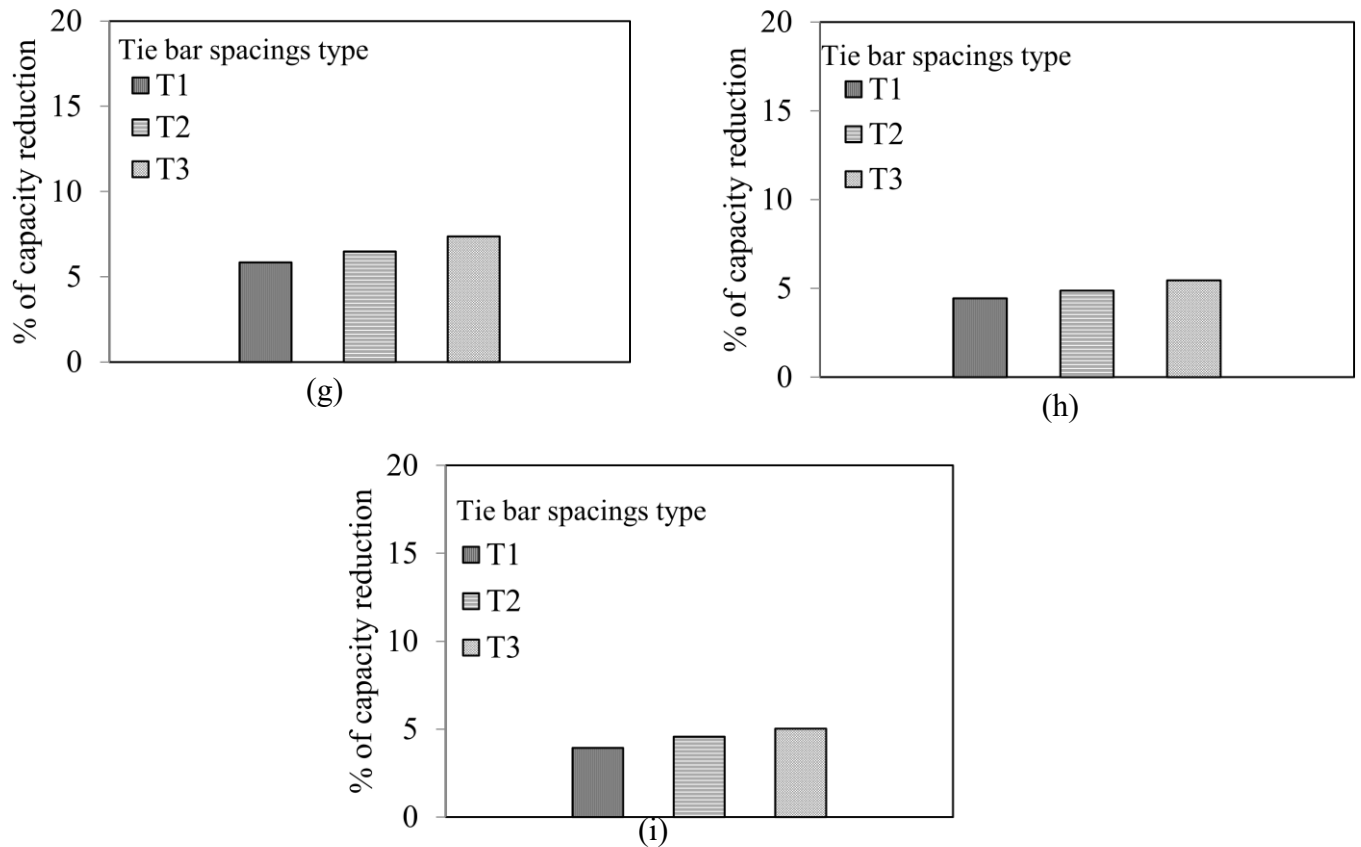 % of capacity reduction
20
15
10
5
0
Tie bar spacings type
T1
T2
T3
(g)
% of capacity reduction
20
15
10
5
0
Tie bar spacings type
T1
T2
T3
(h)
% of capacity reduction
20
15
10
5
0
Tie bar spacings type
T1
T2
T3
(i)